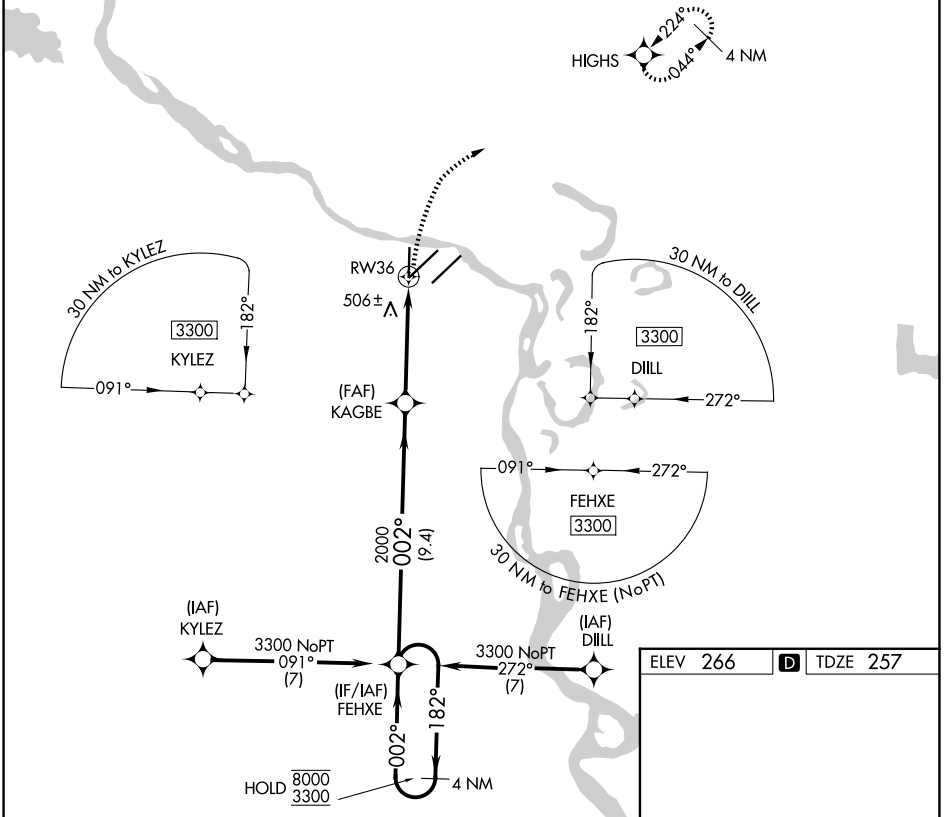 224°
HIGHS
044°
4 NM
30 NM to KYLEZ
3300
KYLEZ
182°
091°
RW36
506±
30 NM to DIILL
182°
3300
DIILL
272°
(FAF)
KAGBE
091°
272°
FEHXE
3300
30 NM to FEHXE (NoPT)
2000
002°
(9.4)
(IAF)
KYLEZ
3300 NoPT
091°
(7)
(IF/IAF)
FEHXE
3300 NoPT
272°
(7)
(IAF)
DIILL
002°
182°
HOLD 8000
3300
4 NM
ELEV 266 D TDZE 257